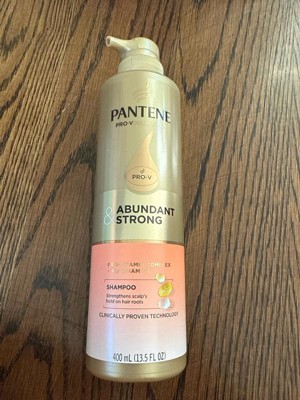 PANTENE
PRO-V
PRO-V
ABUNDANT
& STRONG
SHAMPOO
Strengthens scalp's
hold on hair roots
CLINICALLY PROVEN TECHNOLOGY
400 mL (13.5 FL OZ)